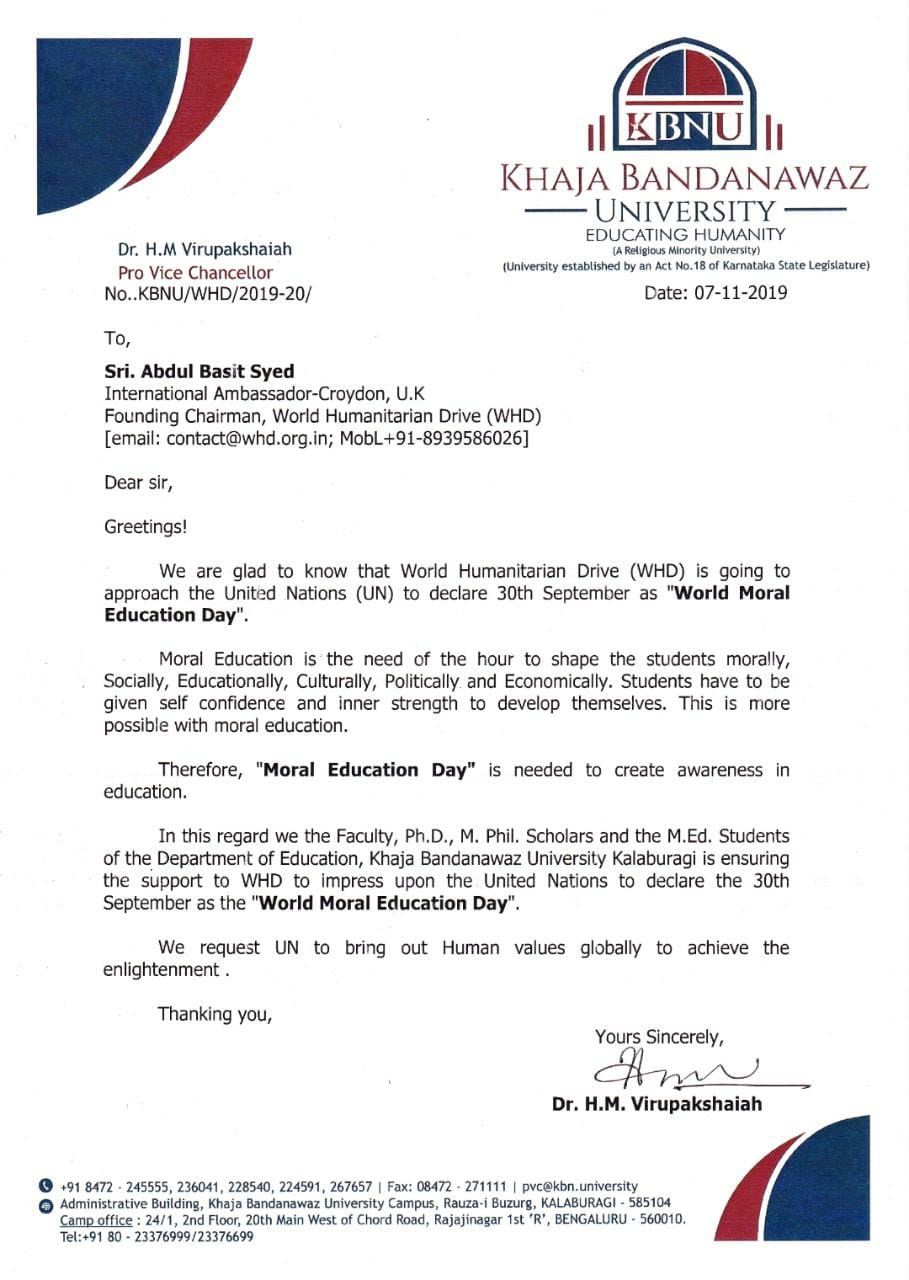 KBNU
KHAJA BANDANAWAZ
UNIVERSITY
EDUCATING HUMANITY
(A Religious Minority University)
(University established by an Act No.18 of Karnataka State Legislature)
Dr. H.M Virupakshaiah
Pro Vice Chancellor
No..KBNU/WHD/2019-20/
Date: 07-11-2019
To,
Sri. Abdul Basit Syed
International Ambassador-Croydon, U.K
Founding Chairman, World Humanitarian Drive (WHD)
[email: contact@whd.org.in; MobL+91-8939586026]
Dear sir,
Greetings!
We are glad to know that World Humanitarian Drive (WHD) is going to
approach the United Nations (UN) to declare 30th September as "World Moral
Education Day".
Moral Education is the need of the hour to shape the students morally,
Socially, Educationally, Culturally, Politically and Economically. Students have to be
given self confidence and inner strength to develop themselves. This is more
possible with moral education.
Therefore, "Moral Education Day" is needed to create awareness in
education.
In this regard we the Faculty, Ph.D., M. Phil. Scholars and the M.Ed. Students
of the Department of Education, Khaja Bandanawaz University Kalaburagi is ensuring
the support to WHD to impress upon the United Nations to declare the 30th
September as the "World Moral Education Day".
We request UN to bring out Human values globally to achieve the
enlightenment .
Thanking you,
Yours Sincerely,
Dr. H.M. Virupakshaiah
+91 8472 - 245555, 236041, 228540, 224591, 267657 | Fax: 08472 - 271111 | pvc@kbn.university
Administrative Building, Khaja Bandanawaz University Campus, Rauza-i Buzurg, KALABURAGI - 585104
Camp office : 24/1, 2nd Floor, 20th Main West of Chord Road, Rajajinagar 1st 'R', BENGALURU - 560010.
Tel:+91 80 - 23376999/23376699